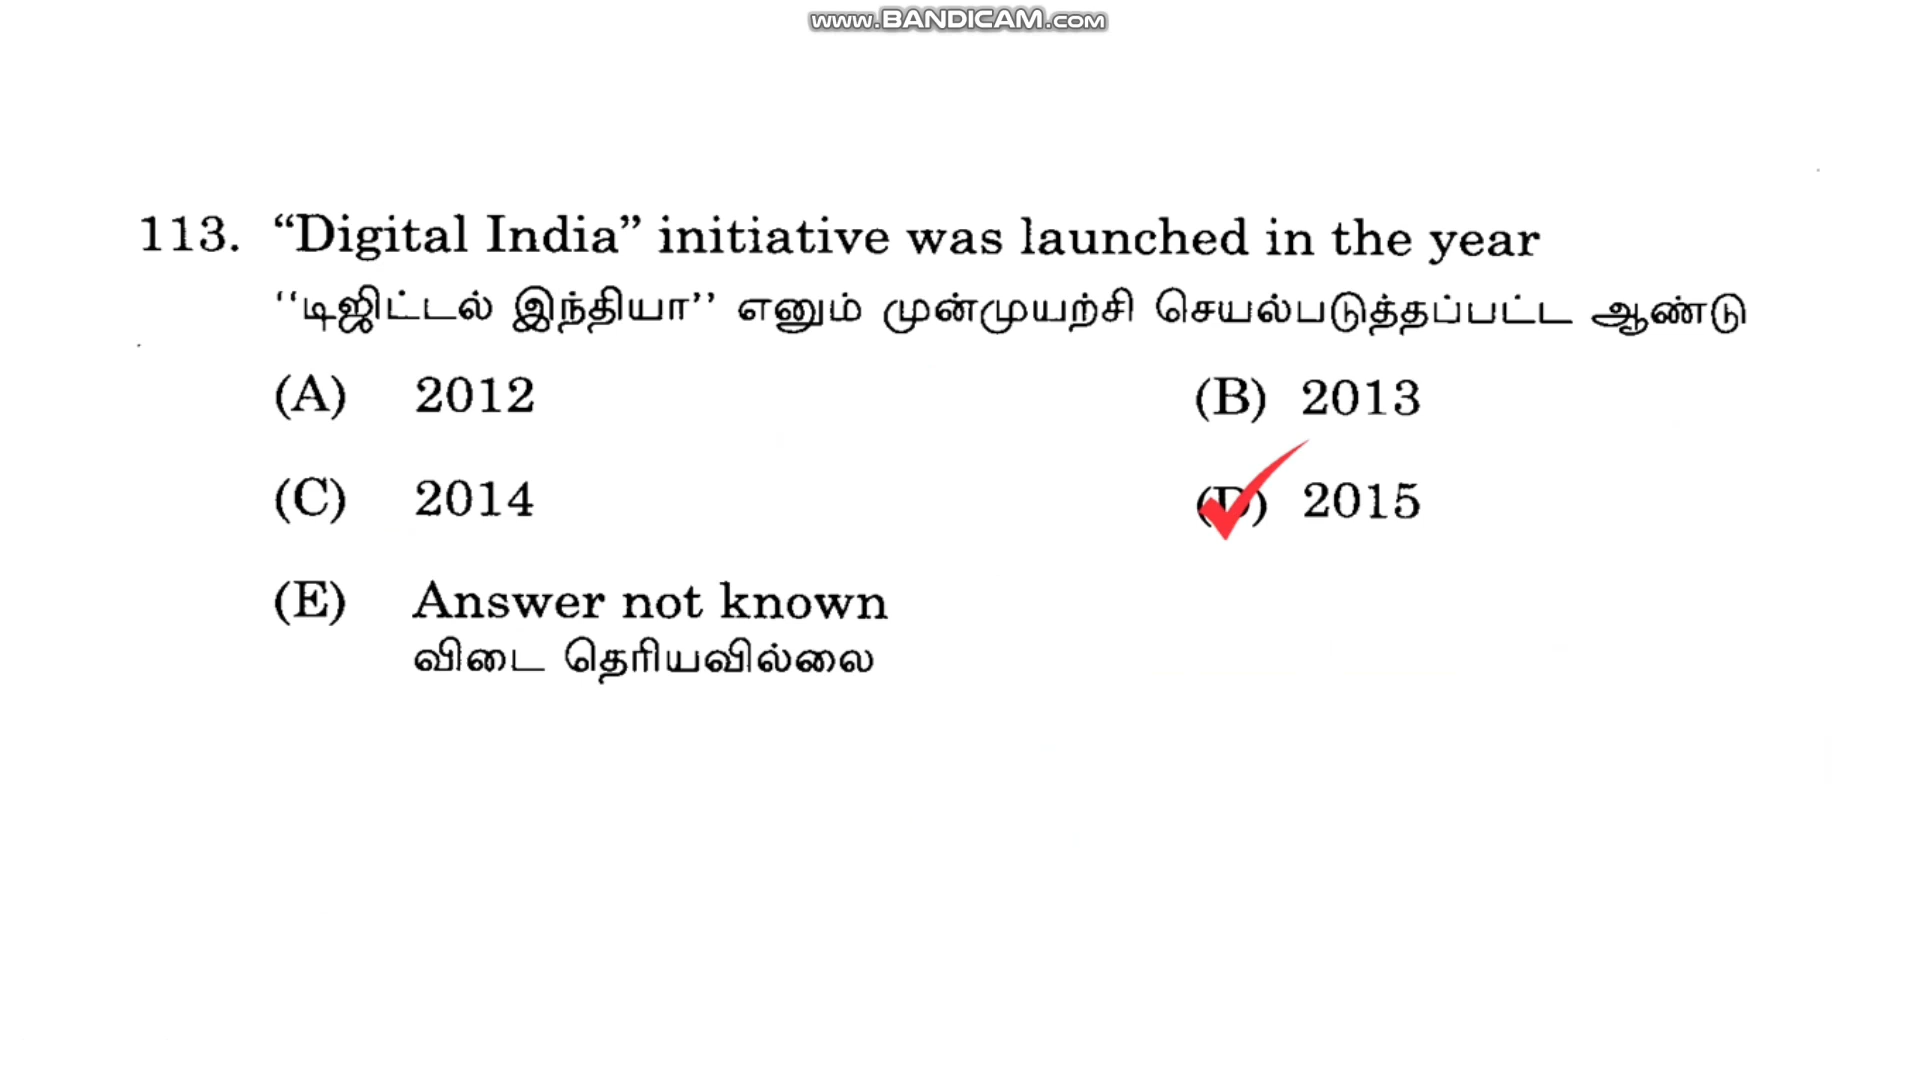 www.BANDICAM.com
113. “Digital India” initiative was launched in the year
‘‘டிஜிட்டல் இந்தியா’’ எனும் முன்முயற்சி செயல்படுத்தப்பட்ட ஆண்டு
(A) 2012 (B) 2013
(C) 2014 (D) 2015
(E) Answer not known
விடை தெரியவில்லை